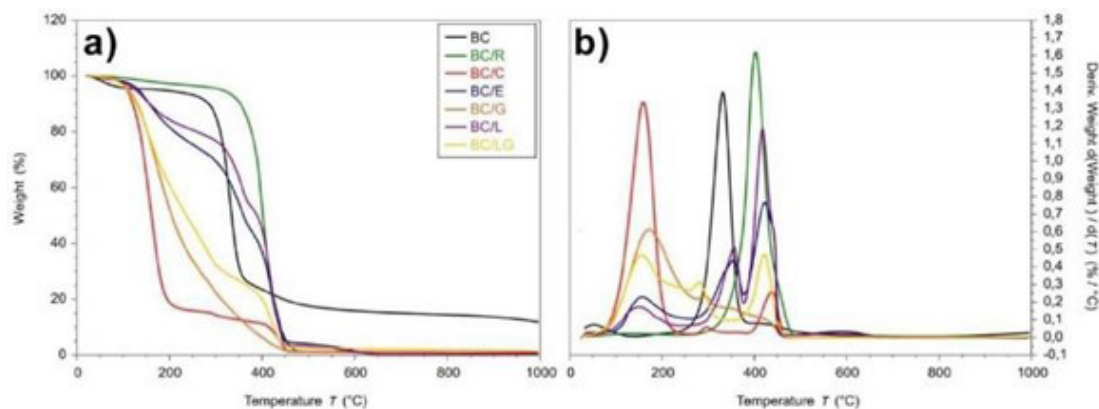 a)
120
100
80
60
40
20
0
Weight (%)
0 200 400 600 800 1000
Temperature T (°C)
BC
BC/R
BC/C
BC/E
BC/G
BC/L
BC/LG
b)
1,8
1,7
1,6
1,5
1,4
1,3
1,2
1,1
1,0
0,9
0,8
0,7
0,6
0,5
0,4
0,3
0,2
0,1
0,0
-0,1
Deriv. Weight d(Weight) / d(T) (% / °C)
0 200 400 600 800 1000
Temperature T (°C)